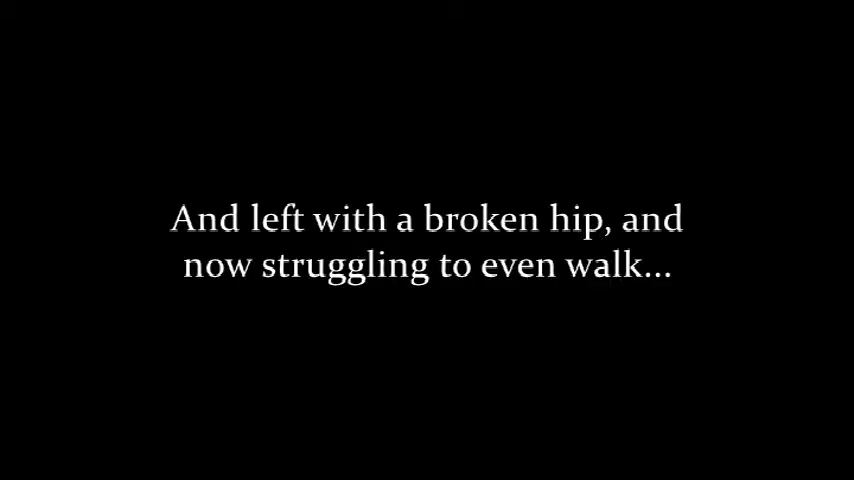 And left with a broken hip, and
now struggling to even walk...